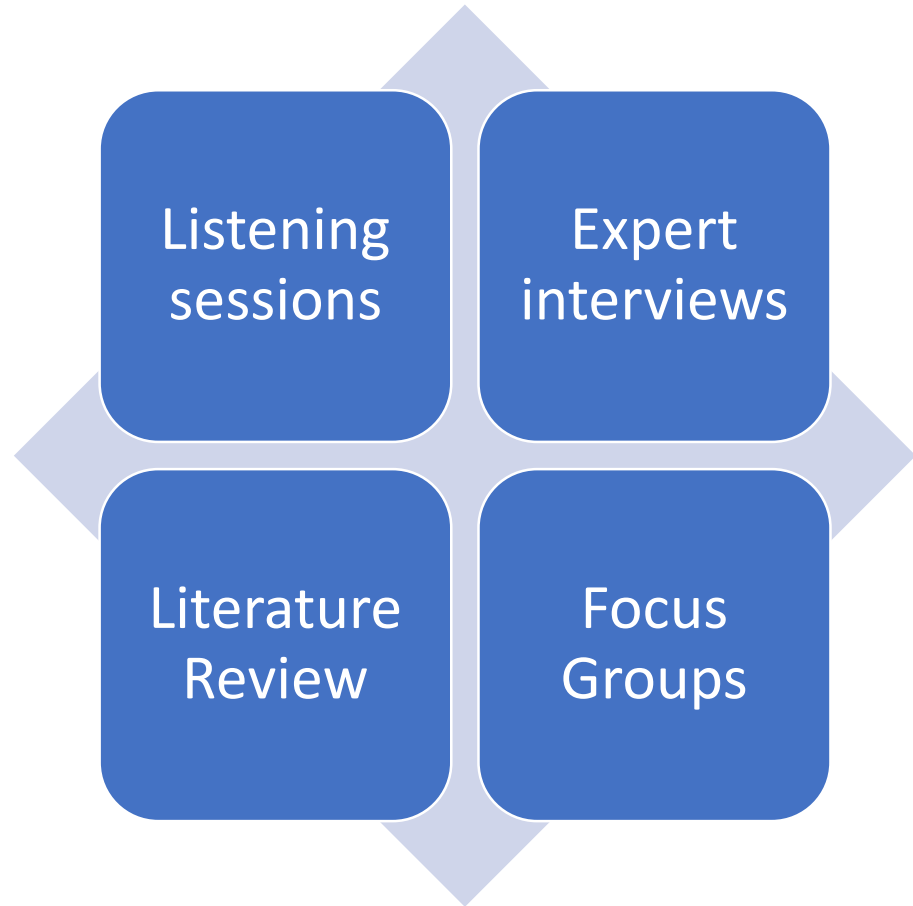 Listening
sessions
Expert
interviews
Literature
Review
Focus
Groups